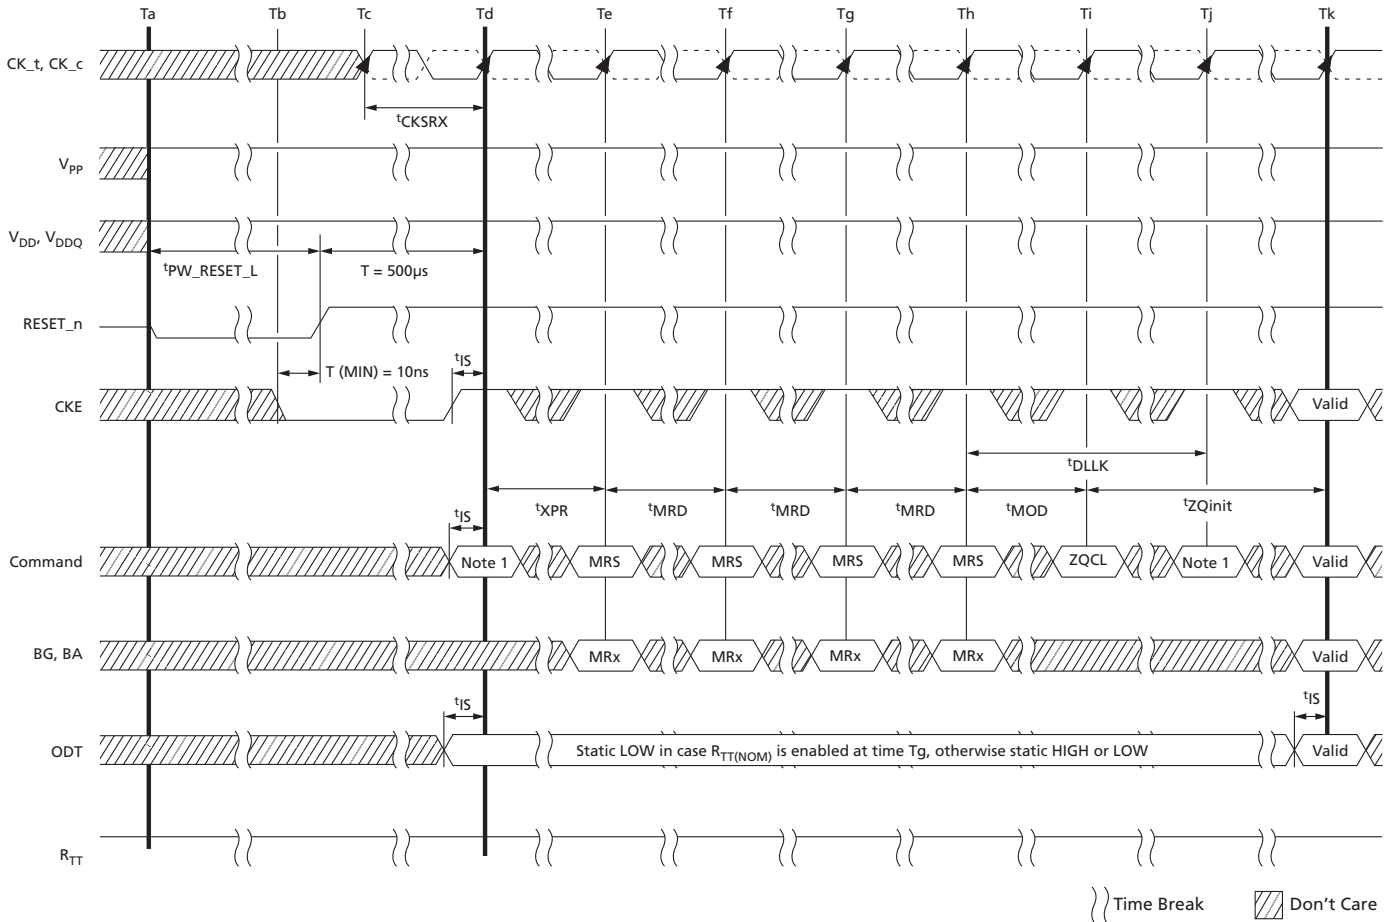 Ta Tb Tc Td Te Tf Tg Th Ti Tj Tk
CK_t, CK_c
tCKSRX
VPP
VDD, VDDQ
tPW_RESET_L T = 500μs
RESET_n
T (MIN) = 10ns tIS
CKE Valid
tDLLK
tXPR tMRD tMRD tMRD tMOD tZQinit
tIS
Command Note 1 MRS MRS MRS MRS ZQCL Note 1 Valid
BG, BA MRx MRx MRx MRx Valid
tIS tIS
ODT Static LOW in case RTT(NOM) is enabled at time Tg, otherwise static HIGH or LOW Valid
RTT
Time Break Don't Care